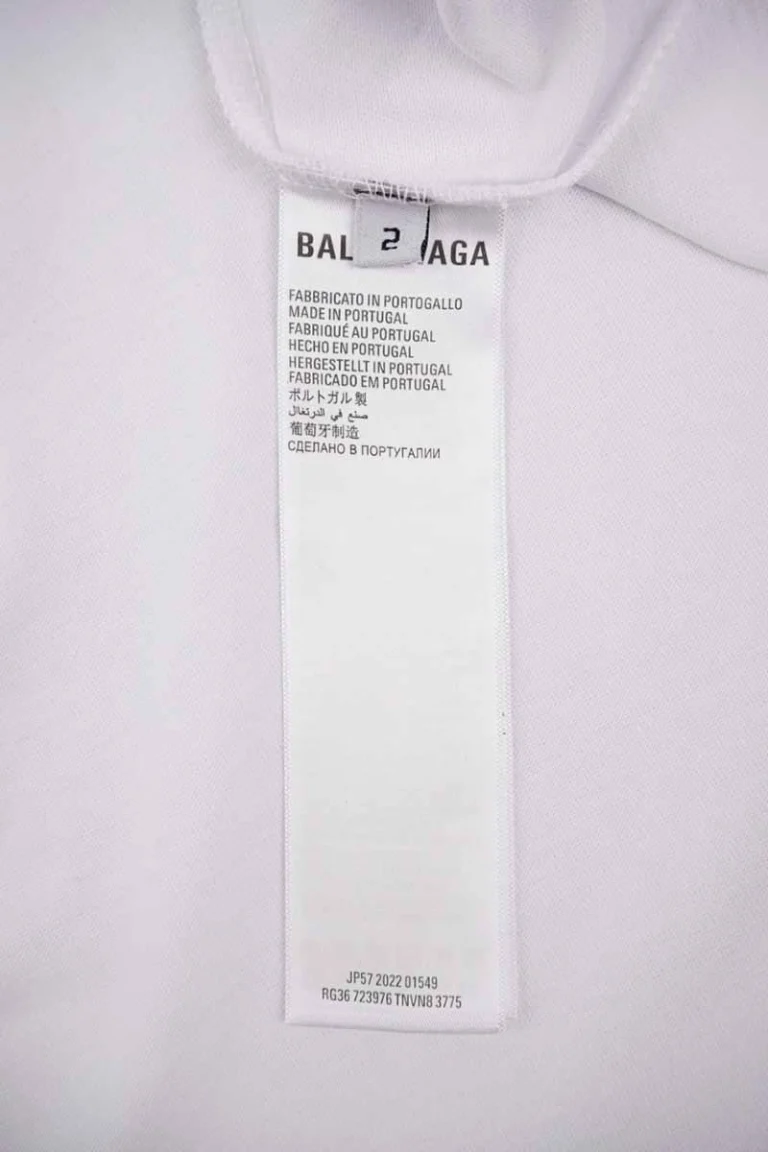 BAL AGA
2
FABBRICATO IN PORTOGALLO
MADE IN PORTUGAL
FABRIQUÉ AU PORTUGAL
HECHO EN PORTUGAL
HERGESTELLT IN PORTUGAL
FABRICADO EM PORTUGAL
ポルトガル製
صنع في الدرتغال
葡萄牙制造
СДЕЛАНО В ПОРТУГАЛИИ
JP57 2022 01549
RG36 723976 TNVN8 3775